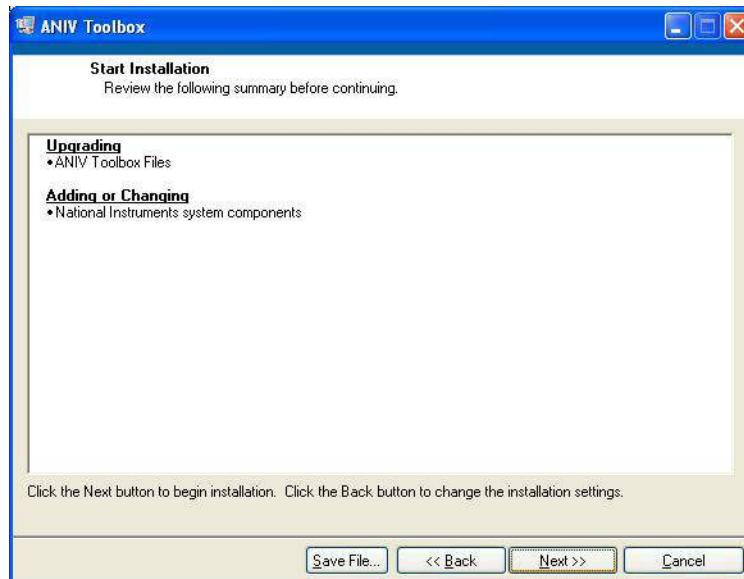 ANIV Toolbox
Start Installation
Review the following summary before continuing.
Upgrading
•ANIV Toolbox Files
Adding or Changing
•National Instruments system components
Click the Next button to begin installation.  Click the Back button to change the installation settings.
Save File... << Back Next >> Cancel